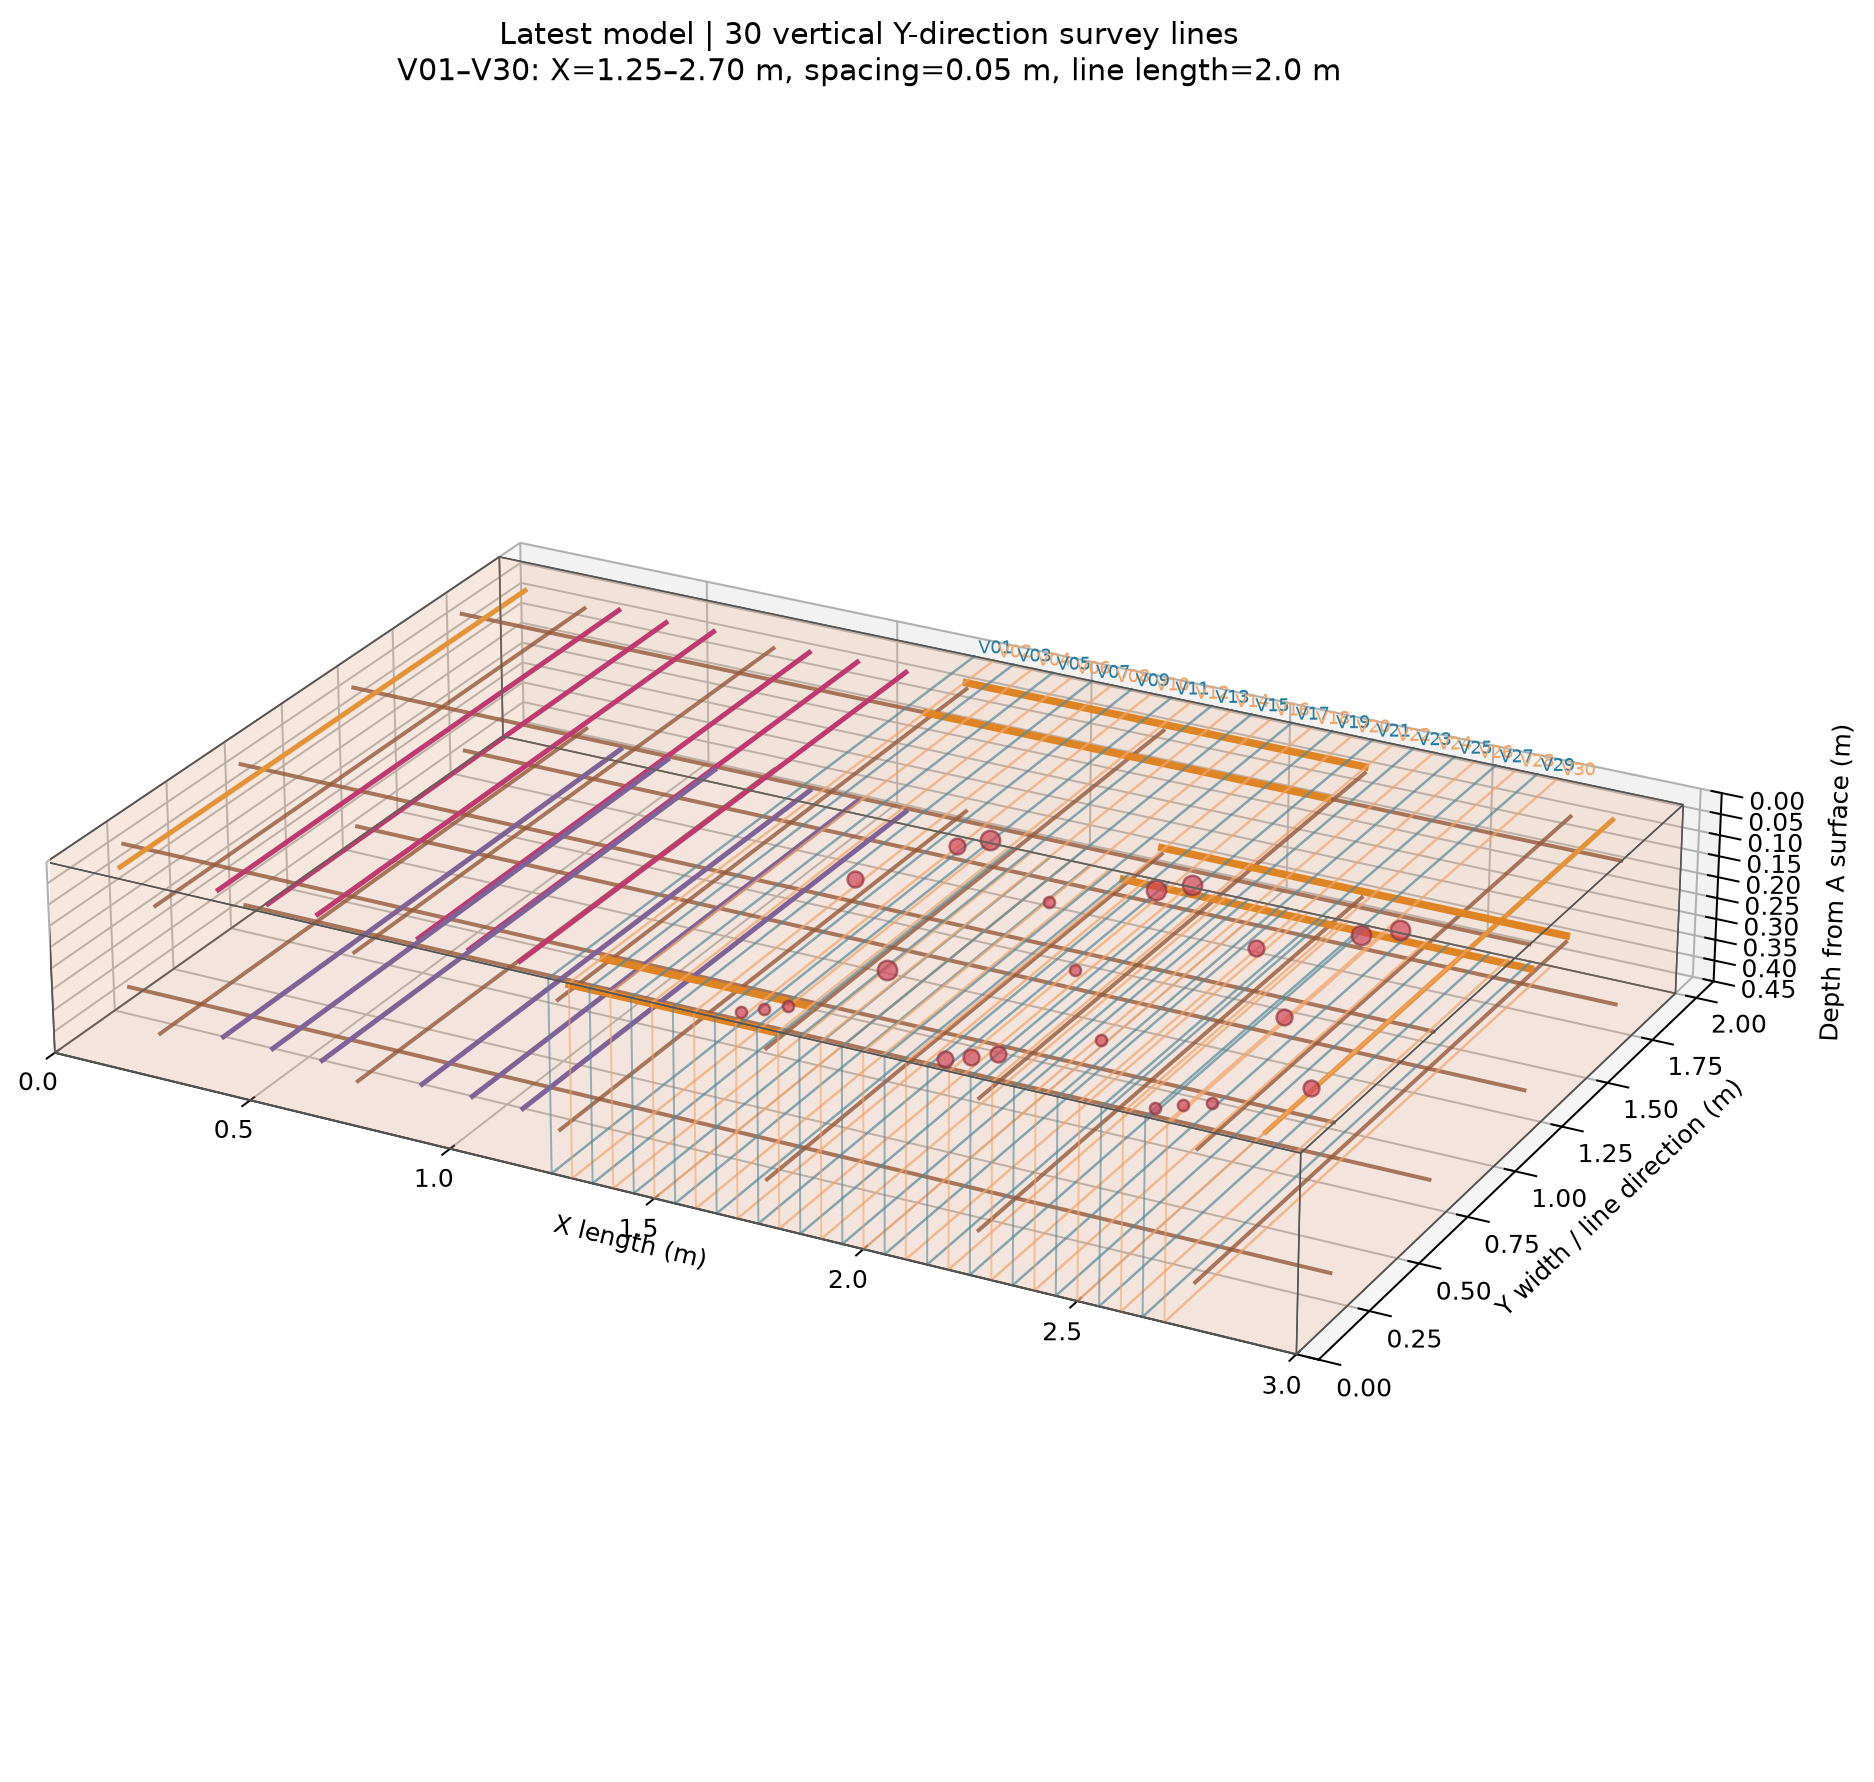 Latest model | 30 vertical Y-direction survey lines
V01–V30: X=1.25–2.70 m, spacing=0.05 m, line length=2.0 m
V01
V03
V05
V07
V09
V11
V13
V15
V17
V19
V21
V23
V25
V27
V29
V30
0.00
0.05
0.10
0.15
0.20
0.25
0.30
0.35
0.40
0.45
Depth from A surface (m)
2.00
1.75
1.50
1.25
1.00
0.75
0.50
0.25
0.00
Y width / line direction (m)
0.0
0.5
1.0
1.5
2.0
2.5
3.0
X length (m)